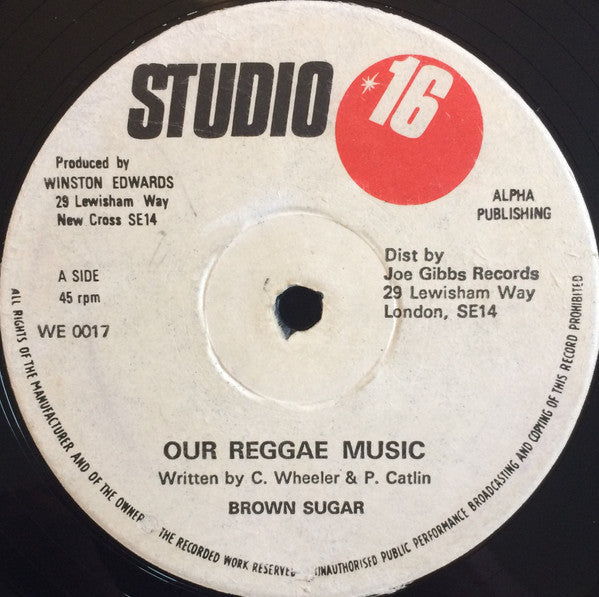 STUDIO 16
Produced by
WINSTON EDWARDS
29 Lewisham Way
New Cross SE14
ALPHA
PUBLISHING
A SIDE
45 rpm
WE 0017
Dist by
Joe Gibbs Records
29 Lewisham Way
London, SE14
OUR REGGAE MUSIC
Written by C. Wheeler & P. Catlin
BROWN SUGAR
ALL RIGHTS OF THE MANUFACTURER AND OF THE OWNER THE RECORDED WORK RESERVED UNAUTHORISED PUBLIC PERFORMANCE BROADCASTING AND COPYING OF THIS RECORD PROHIBITED